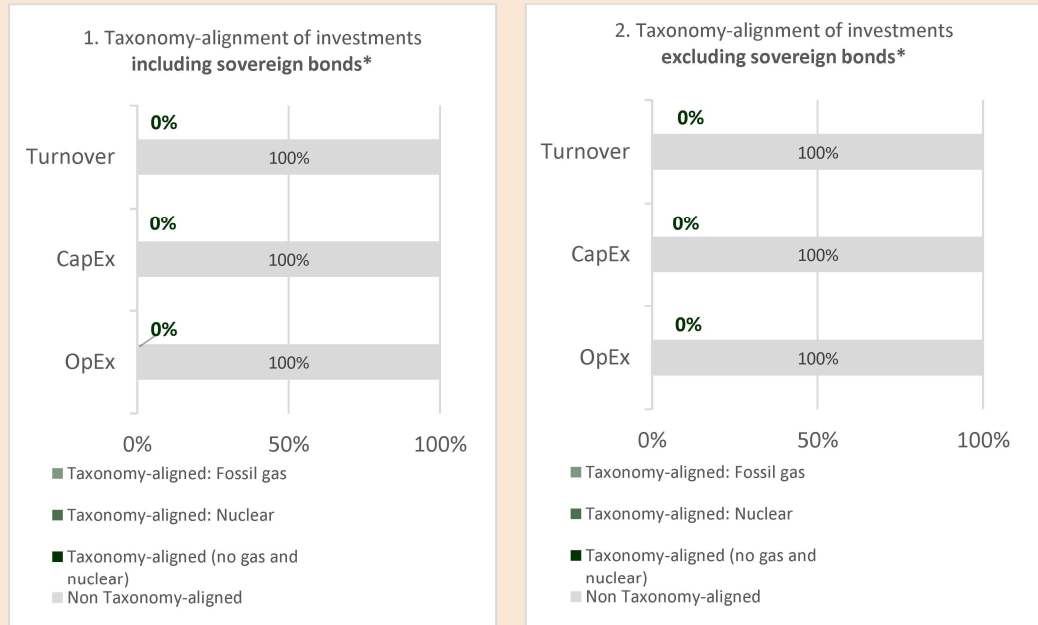 1. Taxonomy-alignment of investments
including sovereign bonds*
0%
Turnover
100%
0%
CapEx
100%
0%
OpEx
100%
0%
50%
100%
Taxonomy-aligned: Fossil gas
Taxonomy-aligned: Nuclear
Taxonomy-aligned (no gas and
nuclear)
Non Taxonomy-aligned
2. Taxonomy-alignment of investments
excluding sovereign bonds*
0%
Turnover
100%
0%
CapEx
100%
0%
OpEx
100%
0%
50%
100%
Taxonomy-aligned: Fossil gas
Taxonomy-aligned: Nuclear
Taxonomy-aligned (no gas and
nuclear)
Non Taxonomy-aligned